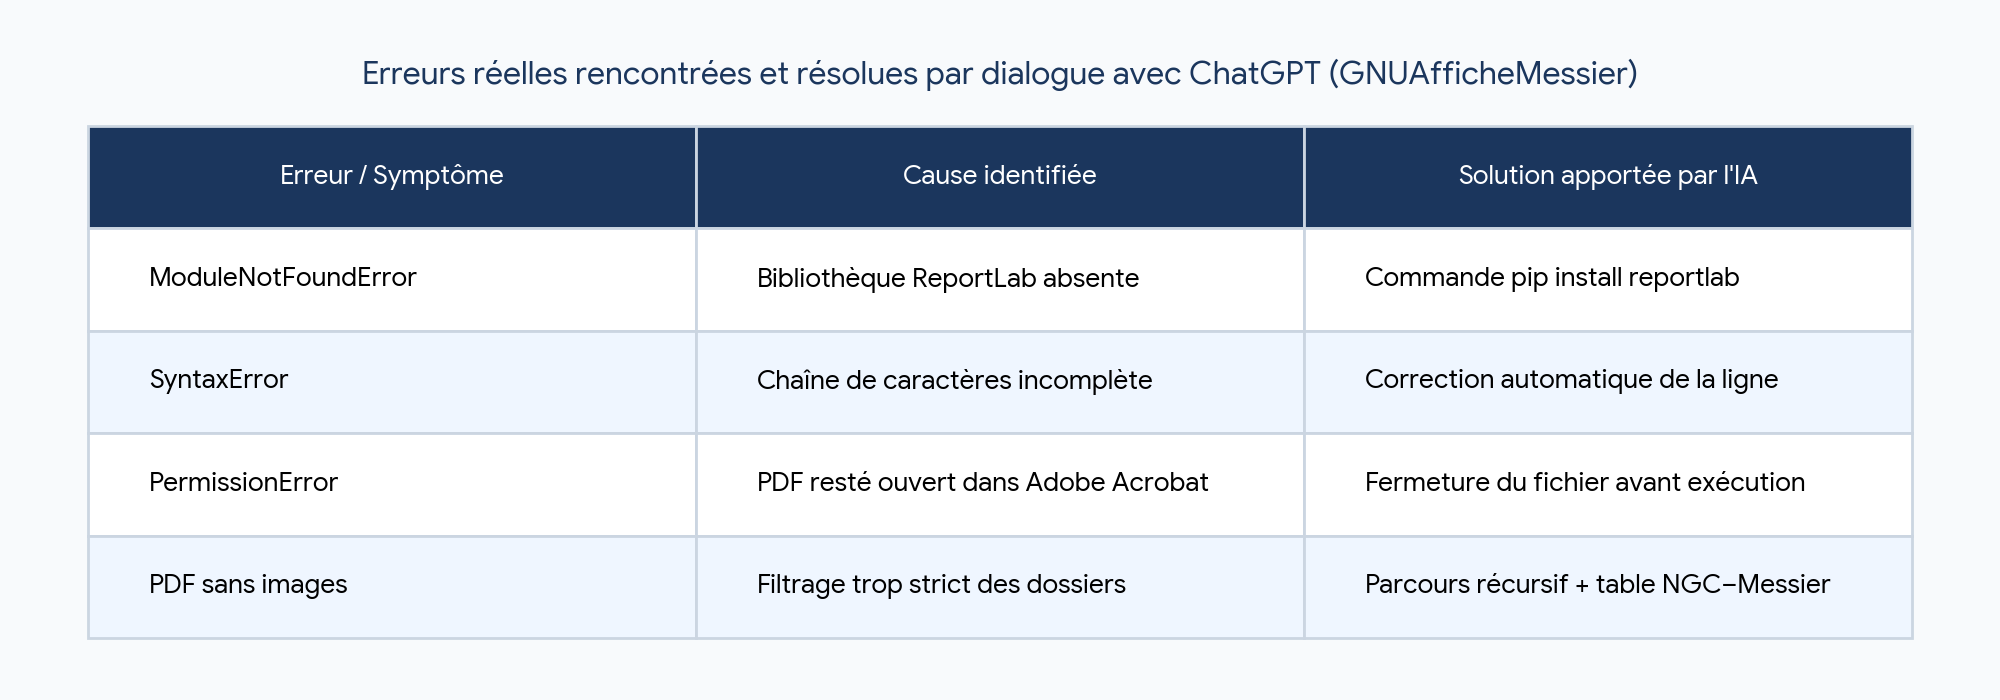 Erreurs réelles rencontrées et résolues par dialogue avec ChatGPT (GNUAfficheMessier)
Erreur / Symptôme
Cause identifiée
Solution apportée par l'IA
ModuleNotFoundError
Bibliothèque ReportLab absente
Commande pip install reportlab
SyntaxError
Chaîne de caractères incomplète
Correction automatique de la ligne
PermissionError
PDF resté ouvert dans Adobe Acrobat
Fermeture du fichier avant exécution
PDF sans images
Filtrage trop strict des dossiers
Parcours récursif + table NGC–Messier